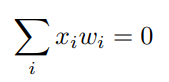 ∑_i x_i w_i = 0